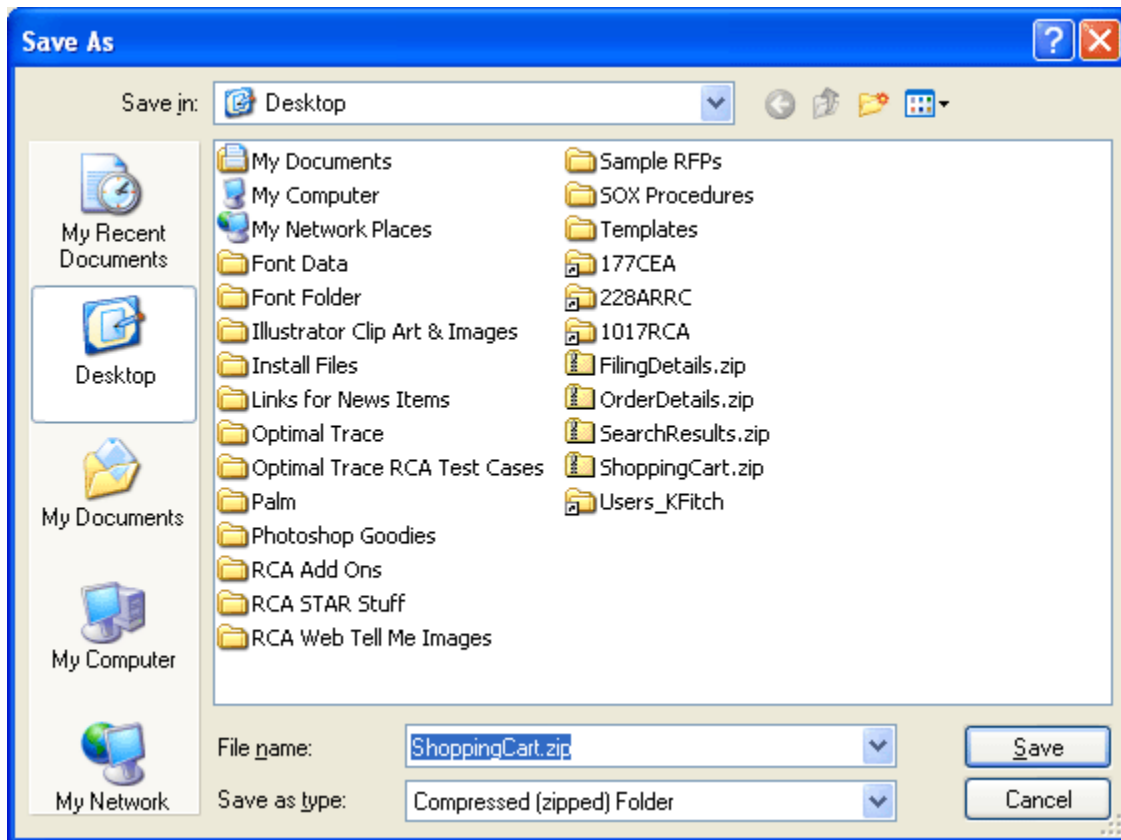 Save As
Save in:
Desktop
My Recent
Documents
Desktop
My Documents
My Computer
My Network
My Documents
My Computer
My Network Places
Font Data
Font Folder
Illustrator Clip Art & Images
Install Files
Links for News Items
Optimal Trace
Optimal Trace RCA Test Cases
Palm
Photoshop Goodies
RCA Add Ons
RCA STAR Stuff
RCA Web Tell Me Images
Sample RFPs
SOX Procedures
Templates
177CEA
228ARRC
1017RCA
FilingDetails.zip
OrderDetails.zip
SearchResults.zip
ShoppingCart.zip
Users_KFitch
File name:
ShoppingCart.zip
Save
Save as type:
Compressed (zipped) Folder
Cancel